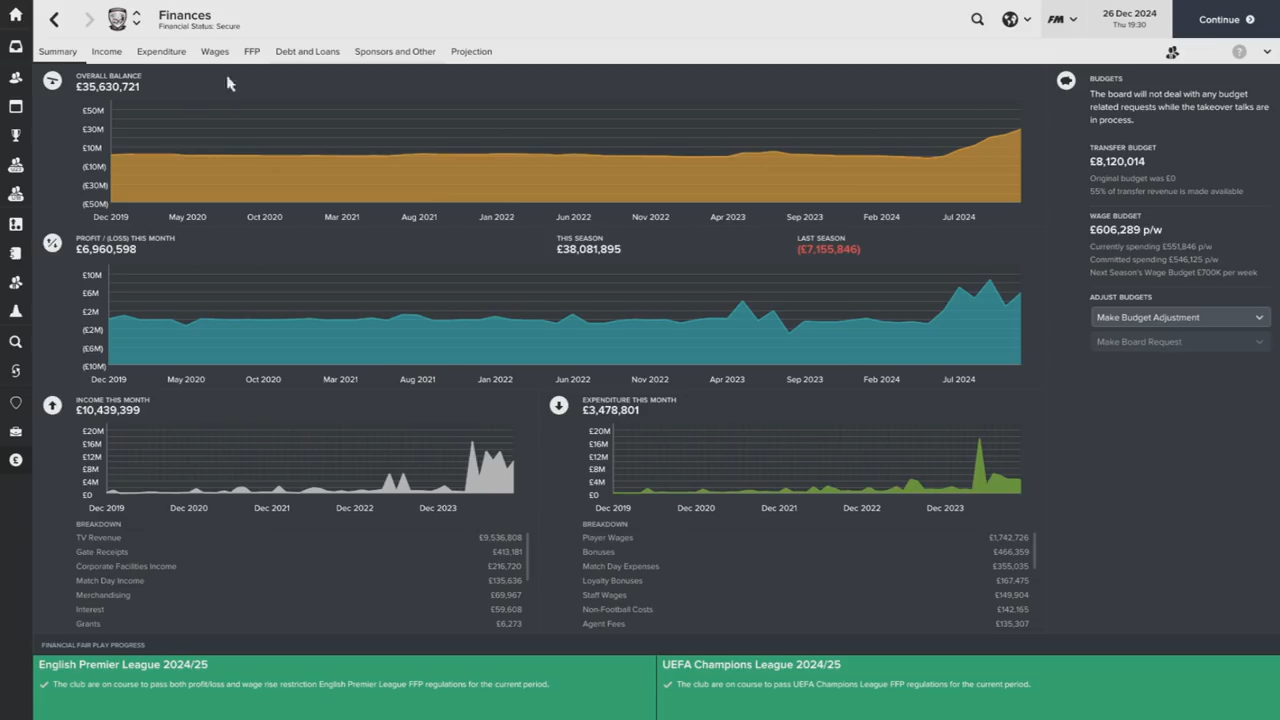 Finances
Financial Status: Secure
FM
26 Dec 2024
Thu 19:30
Continue
Summary
Income
Expenditure
Wages
FFP
Debt and Loans
Sponsors and Other
Projection
?
OVERALL BALANCE
£35,630,721
£50M
£30M
£10M
(£10M)
(£30M)
(£50M)
Dec 2019
May 2020
Oct 2020
Mar 2021
Aug 2021
Jan 2022
Jun 2022
Nov 2022
Apr 2023
Sep 2023
Feb 2024
Jul 2024
PROFIT / (LOSS) THIS MONTH
£6,960,598
THIS SEASON
£38,081,895
LAST SEASON
(£7,155,846)
£10M
£6M
£2M
(£2M)
(£6M)
(£10M)
Dec 2019
May 2020
Oct 2020
Mar 2021
Aug 2021
Jan 2022
Jun 2022
Nov 2022
Apr 2023
Sep 2023
Feb 2024
Jul 2024
INCOME THIS MONTH
£10,439,399
£20M
£16M
£12M
£8M
£4M
£0
Dec 2019
Dec 2020
Dec 2021
Dec 2022
Dec 2023
BREAKDOWN
TV Revenue £9,536,808
Gate Receipts £413,181
Corporate Facilities Income £216,720
Match Day Income £135,636
Merchandising £69,967
Interest £59,608
Grants £6,273
EXPENDITURE THIS MONTH
£3,478,801
£20M
£16M
£12M
£8M
£4M
£0
Dec 2019
Dec 2020
Dec 2021
Dec 2022
Dec 2023
BREAKDOWN
Player Wages £1,742,726
Bonuses £466,359
Match Day Expenses £355,035
Loyalty Bonuses £167,475
Staff Wages £149,904
Non-Football Costs £142,165
Agent Fees £135,307
BUDGETS
The board will not deal with any budget
related requests while the takeover talks are
in process.
TRANSFER BUDGET
£8,120,014
Original budget was £0
55% of transfer revenue is made available
WAGE BUDGET
£606,289 p/w
Currently spending £551,846 p/w
Committed spending £546,125 p/w
Next Season's Wage Budget £700K per week
ADJUST BUDGETS
Make Budget Adjustment
Make Board Request
FINANCIAL FAIR PLAY PROGRESS
English Premier League 2024/25
The club are on course to pass both profit/loss and wage rise restriction English Premier League FFP regulations for the current period.
UEFA Champions League 2024/25
The club are on course to pass UEFA Champions League FFP regulations for the current period.